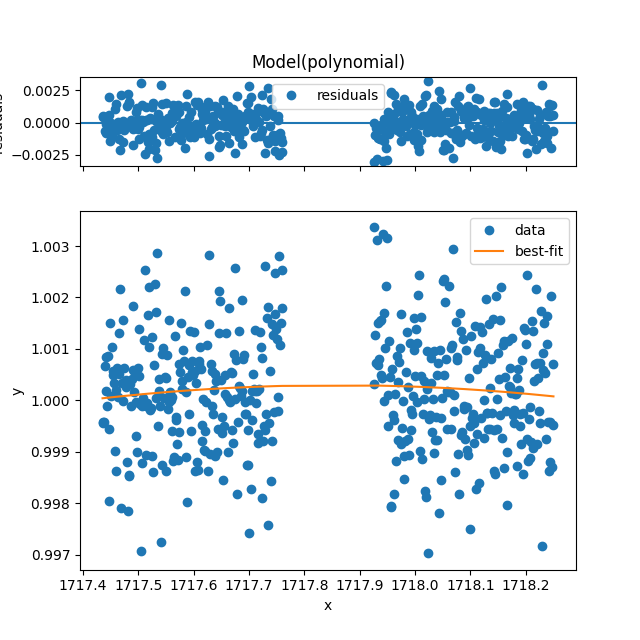 Model(polynomial)
0.0025
0.0000
−0.0025
residuals
residuals
1.003
1.002
1.001
1.000
0.999
0.998
0.997
y
data
best-fit
1717.4 1717.5 1717.6 1717.7 1717.8 1717.9 1718.0 1718.1 1718.2
x